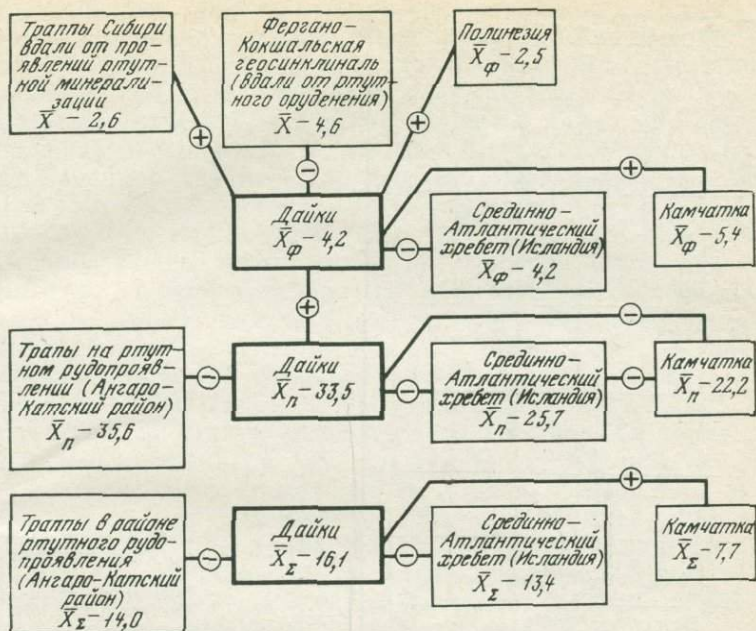 Траппы Сибири
вдали от про-
явлений ртут-
ной минерали-
зации
X̅ – 2,6
Фергано-
Кокшальская
геосинклиналь
(вдали от ртут-
ного оруденения)
X̅ – 4,6
Полинезия
X̅ф – 2,5
+
−
+
+
Дайки
X̅ф – 4,2
−
Срединно-
Атлантический
хребет (Исландия)
X̅ф – 4,2
Камчатка
X̅ф – 5,4
+
−
Трапы на ртут-
ном рудопрояв-
лении (Ангаро-
Катский район)
X̅п – 35,6
−
Дайки
X̅п – 33,5
−
Срединно-
Атлантический
хребет (Исландия)
X̅п – 25,7
−
Камчатка
X̅п – 22,2
+
Траппы в районе
ртутного рудо-
проявления
(Ангаро-Катский
район)
X̅Σ – 14,0
−
Дайки
X̅Σ – 16,1
−
Срединно-
Атлантический
хребет (Исландия)
X̅Σ – 13,4
Камчатка
X̅Σ – 7,7